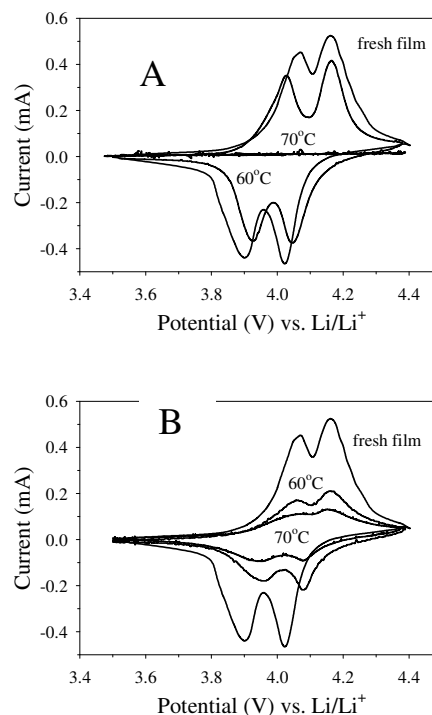 A
fresh film
70°C
60°C
Current (mA)
0.6
0.4
0.2
0.0
-0.2
-0.4
3.4 3.6 3.8 4.0 4.2 4.4
Potential (V) vs. Li/Li⁺
B
fresh film
60°C
70°C
Current (mA)
0.6
0.4
0.2
0.0
-0.2
-0.4
3.4 3.6 3.8 4.0 4.2 4.4
Potential (V) vs. Li/Li⁺